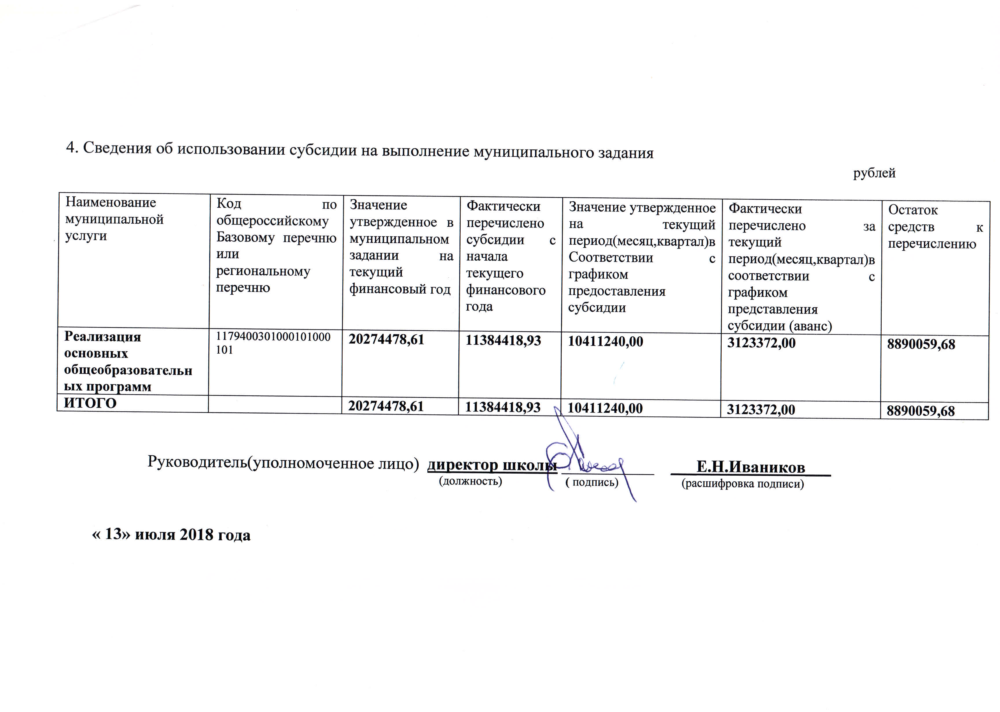 4. Сведения об использовании субсидии на выполнение муниципального задания
рублей
Наименование
муниципальной
услуги
Код по
общероссийскому
Базовому перечню
или
региональному
перечню
Значение
утвержденное в
муниципальном
задании на
текущий
финансовый год
Фактически
перечислено
субсидии с
начала
текущего
финансового
года
Значение утвержденное
на текущий
период(месяц,квартал)в
Соответствии с
графиком
предоставления
субсидии
Фактически
перечислено за
текущий
период(месяц,квартал)в
соответствии с
графиком
представления
субсидии (аванс)
Остаток
средств к
перечислению
Реализация
основных
общеобразовательн
ых программ
1179400301000101000
101
20274478,61
11384418,93
10411240,00
3123372,00
8890059,68
ИТОГО
20274478,61
11384418,93
10411240,00
3123372,00
8890059,68
Руководитель(уполномоченное лицо) директор школы Е.Н.Иваников
(должность) ( подпись) (расшифровка подписи)
« 13» июля 2018 года